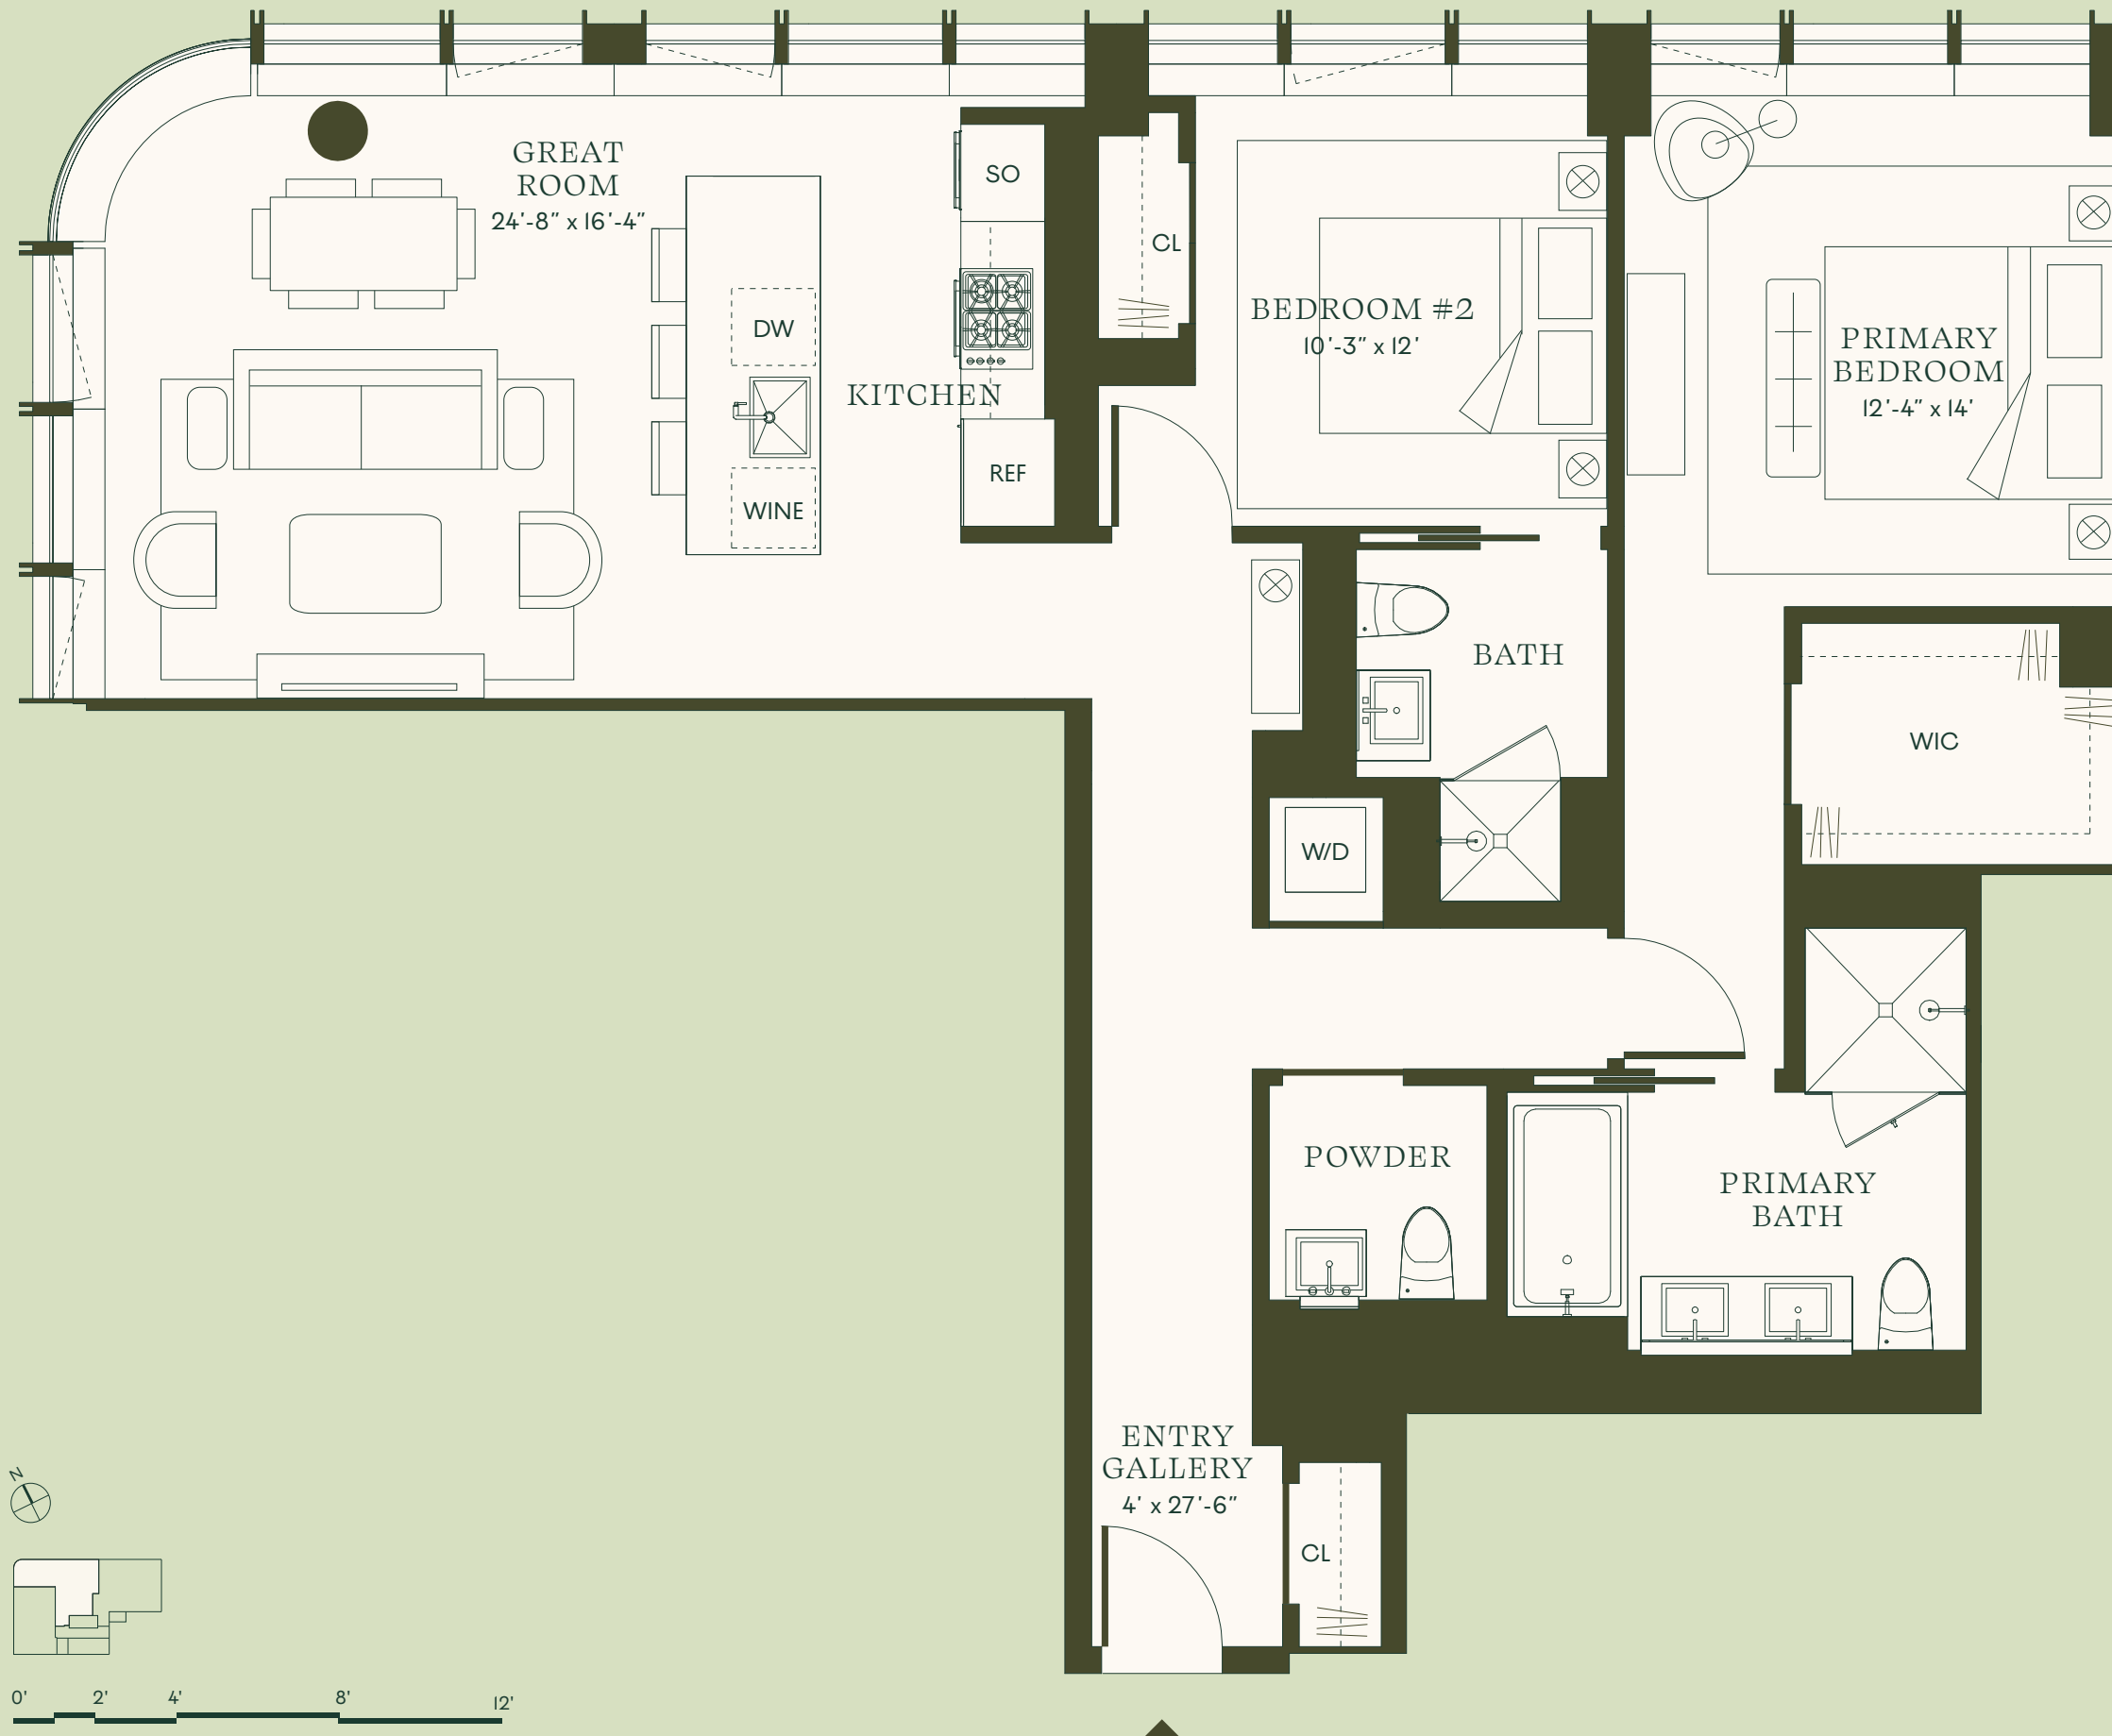 GREAT
ROOM
24'-8" x 16'-4"
SO
CL
DW
KITCHEN
REF
WINE
BEDROOM #2
10'-3" x 12'
PRIMARY
BEDROOM
12'-4" x 14'
BATH
WIC
W/D
POWDER
PRIMARY
BATH
ENTRY
GALLERY
4' x 27'-6"
CL
N
0' 2' 4' 8' 12'